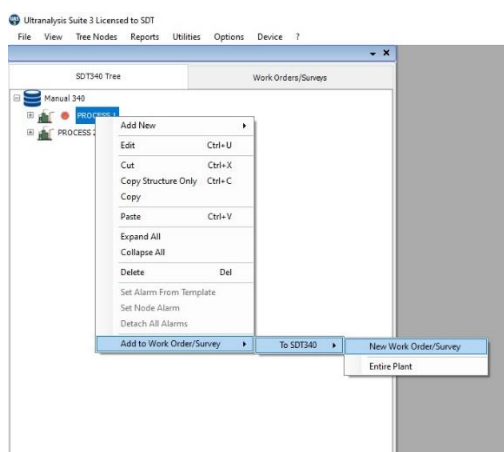 Ultranalysis Suite 3 Licensed to SDT
File View Tree Nodes Reports Utilities Options Device ?
SDT340 Tree Work Orders/Surveys
Manual 340
PROCESS 1
PROCESS 2
Add New
Edit Ctrl+U
Cut Ctrl+X
Copy Structure Only Ctrl+C
Copy
Paste Ctrl+V
Expand All
Collapse All
Delete Del
Set Alarm From Template
Set Node Alarm
Detach All Alarms
Add to Work Order/Survey To SDT340 New Work Order/Survey
Entire Plant